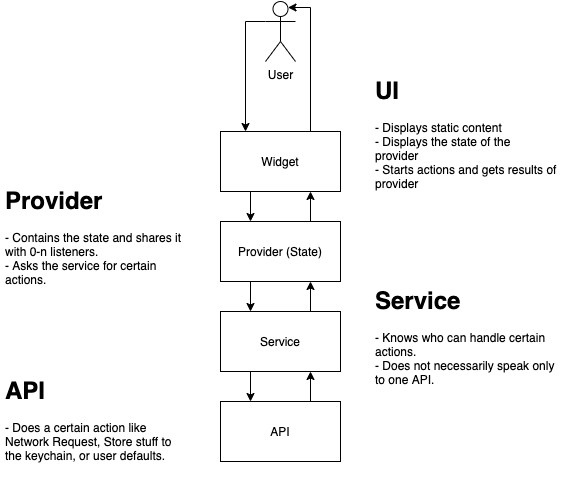 User
UI
- Displays static content
- Displays the state of the
provider
- Starts actions and gets results of
provider
Widget
Provider
- Contains the state and shares it
with 0-n listeners.
- Asks the service for certain
actions.
Provider (State)
Service
- Knows who can handle certain
actions.
- Does not necessarily speak only
to one API.
Service
API
- Does a certain action like
Network Request, Store stuff to
the keychain, or user defaults.
API